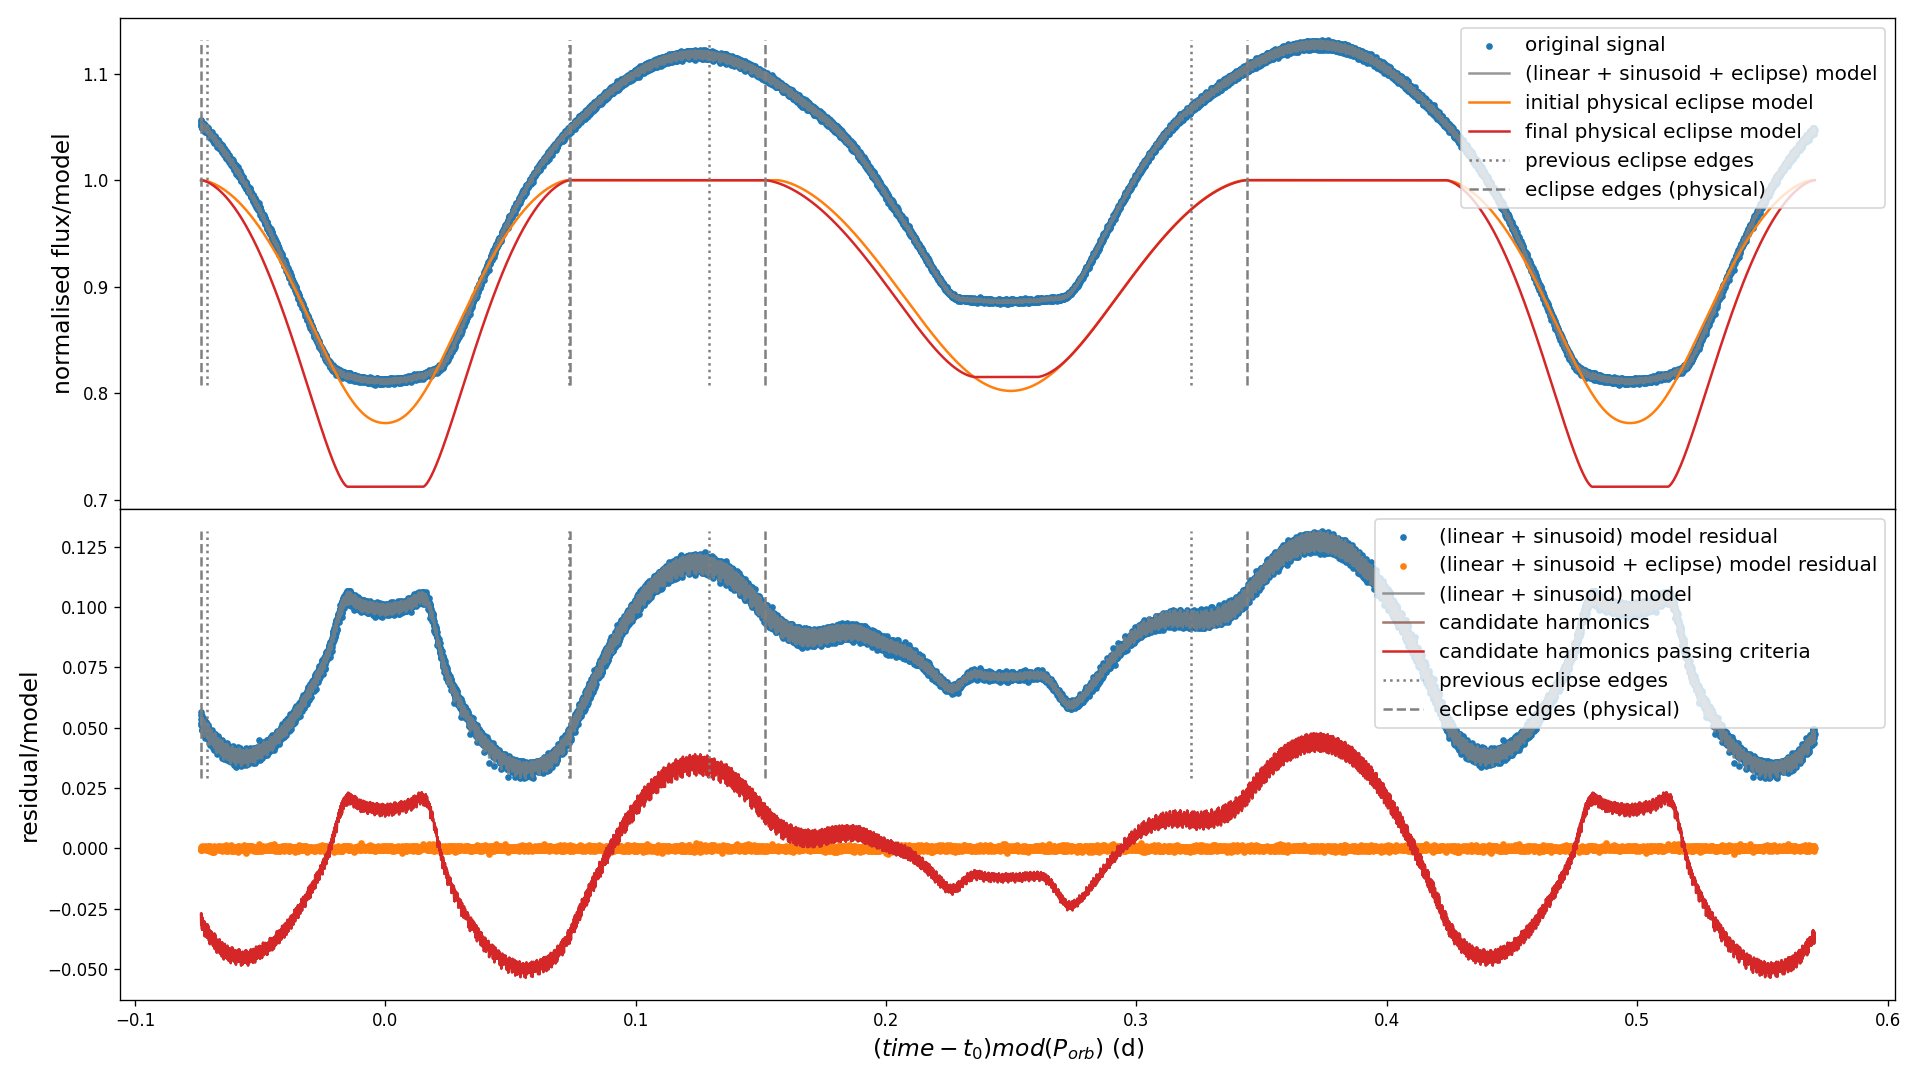 original signal
(linear + sinusoid + eclipse) model
initial physical eclipse model
final physical eclipse model
previous eclipse edges
eclipse edges (physical)
normalised flux/model
1.1
1.0
0.9
0.8
0.7
(linear + sinusoid) model residual
(linear + sinusoid + eclipse) model residual
(linear + sinusoid) model
candidate harmonics
candidate harmonics passing criteria
previous eclipse edges
eclipse edges (physical)
residual/model
0.125
0.100
0.075
0.050
0.025
0.000
−0.025
−0.050
−0.1 0.0 0.1 0.2 0.3 0.4 0.5 0.6
(time − t₀)mod(Pₒᵣb) (d)